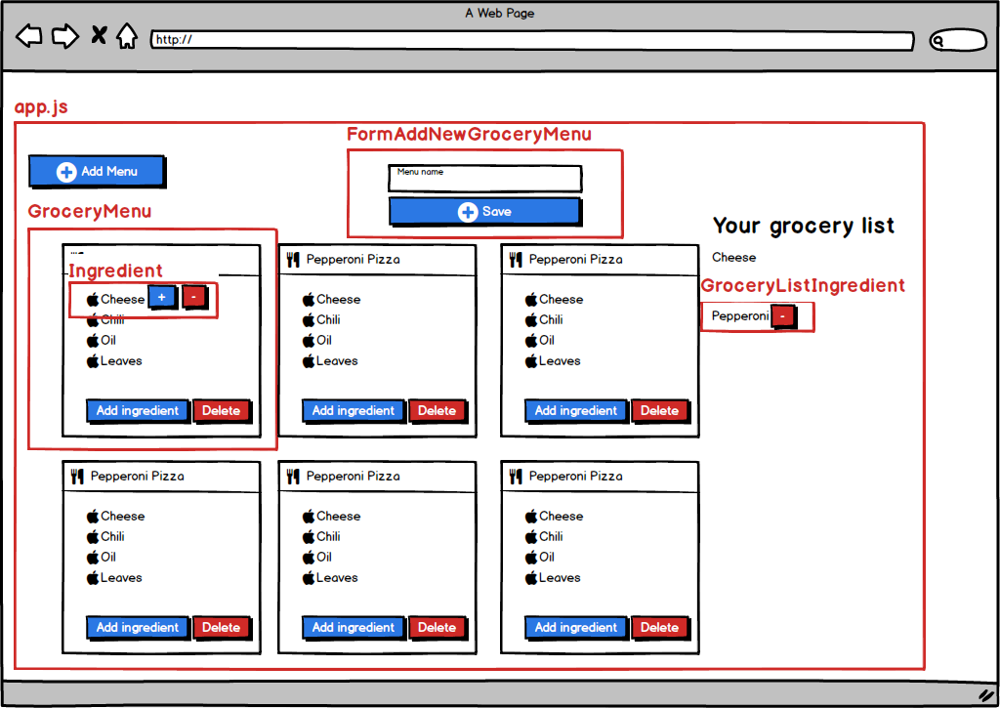 A Web Page
http://
app.js
FormAddNewGroceryMenu
Add Menu
Menu name
Save
GroceryMenu
Your grocery list
Cheese
GroceryListIngredient
Pepperoni -
Ingredient
Cheese + -
Chili
Oil
Leaves
Add ingredient Delete
Pepperoni Pizza
Cheese
Chili
Oil
Leaves
Add ingredient Delete
Pepperoni Pizza
Cheese
Chili
Oil
Leaves
Add ingredient Delete
Pepperoni Pizza
Cheese
Chili
Oil
Leaves
Add ingredient Delete
Pepperoni Pizza
Cheese
Chili
Oil
Leaves
Add ingredient Delete
Pepperoni Pizza
Cheese
Chili
Oil
Leaves
Add ingredient Delete